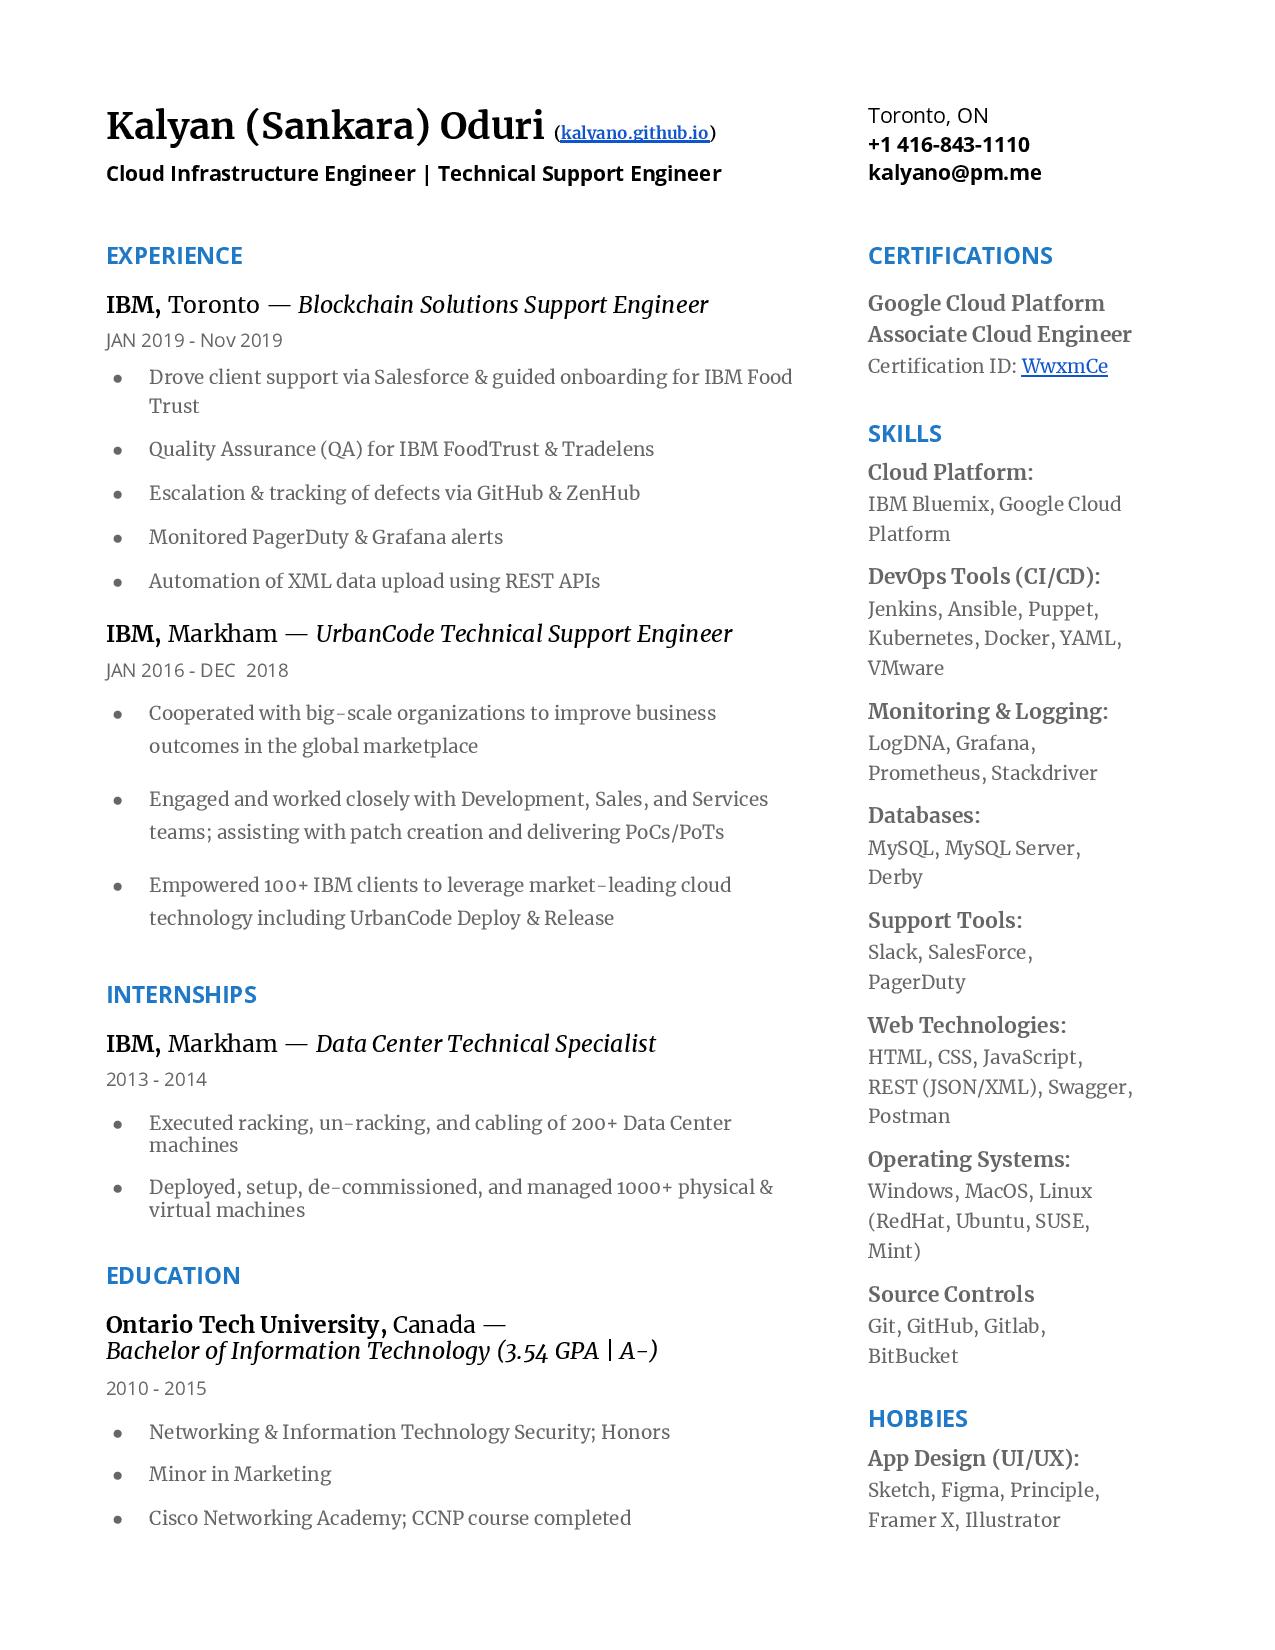 Kalyan (Sankara) Oduri (kalyano.github.io)
Cloud Infrastructure Engineer | Technical Support Engineer
Toronto, ON
+1 416-843-1110
kalyano@pm.me
EXPERIENCE
IBM, Toronto — Blockchain Solutions Support Engineer
JAN 2019 - Nov 2019
● Drove client support via Salesforce & guided onboarding for IBM Food
Trust
● Quality Assurance (QA) for IBM FoodTrust & Tradelens
● Escalation & tracking of defects via GitHub & ZenHub
● Monitored PagerDuty & Grafana alerts
● Automation of XML data upload using REST APIs
IBM, Markham — UrbanCode Technical Support Engineer
JAN 2016 - DEC  2018
● Cooperated with big-scale organizations to improve business
outcomes in the global marketplace
● Engaged and worked closely with Development, Sales, and Services
teams; assisting with patch creation and delivering PoCs/PoTs
● Empowered 100+ IBM clients to leverage market-leading cloud
technology including UrbanCode Deploy & Release
INTERNSHIPS
IBM, Markham — Data Center Technical Specialist
2013 - 2014
● Executed racking, un-racking, and cabling of 200+ Data Center
machines
● Deployed, setup, de-commissioned, and managed 1000+ physical &
virtual machines
EDUCATION
Ontario Tech University, Canada —
Bachelor of Information Technology (3.54 GPA | A-)
2010 - 2015
● Networking & Information Technology Security; Honors
● Minor in Marketing
● Cisco Networking Academy; CCNP course completed
CERTIFICATIONS
Google Cloud Platform
Associate Cloud Engineer
Certification ID: WwxmCe
SKILLS
Cloud Platform:
IBM Bluemix, Google Cloud
Platform
DevOps Tools (CI/CD):
Jenkins, Ansible, Puppet,
Kubernetes, Docker, YAML,
VMware
Monitoring & Logging:
LogDNA, Grafana,
Prometheus, Stackdriver
Databases:
MySQL, MySQL Server,
Derby
Support Tools:
Slack, SalesForce,
PagerDuty
Web Technologies:
HTML, CSS, JavaScript,
REST (JSON/XML), Swagger,
Postman
Operating Systems:
Windows, MacOS, Linux
(RedHat, Ubuntu, SUSE,
Mint)
Source Controls
Git, GitHub, Gitlab,
BitBucket
HOBBIES
App Design (UI/UX):
Sketch, Figma, Principle,
Framer X, Illustrator